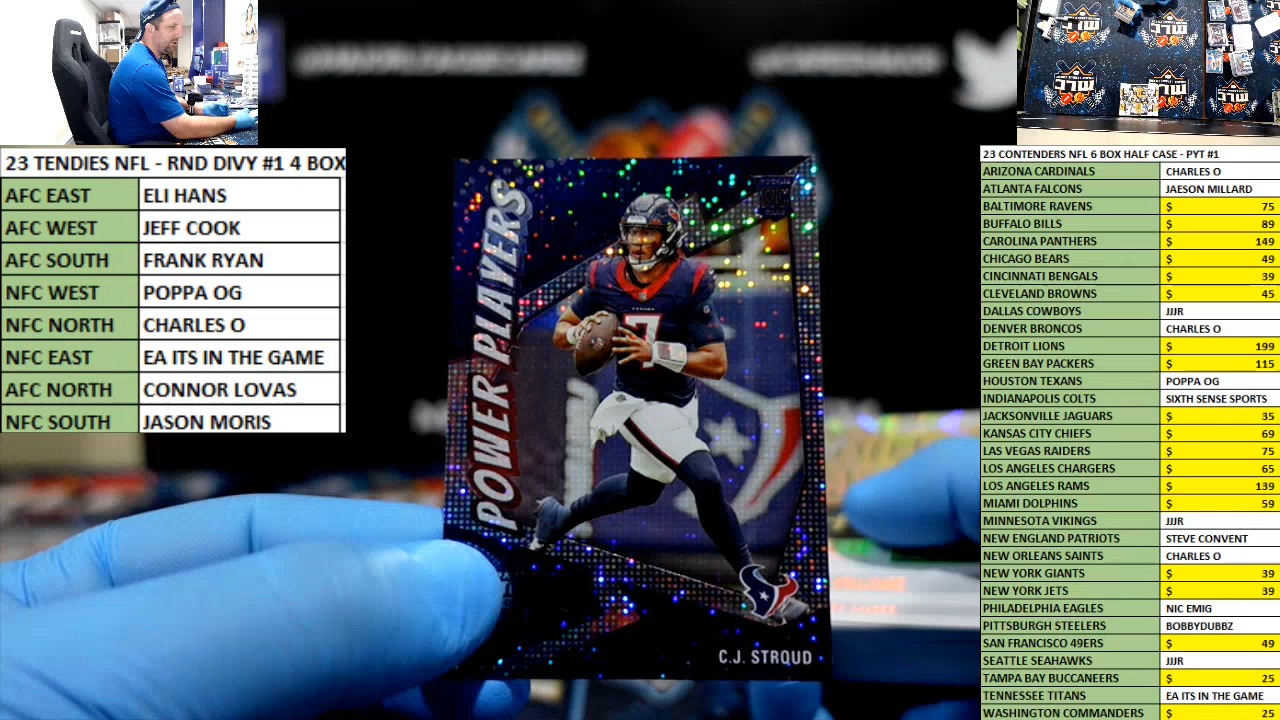 23 TENDIES NFL - RND DIVY #1 4 BOX
AFC EAST ELI HANS
AFC WEST JEFF COOK
AFC SOUTH FRANK RYAN
NFC WEST POPPA OG
NFC NORTH CHARLES O
NFC EAST EA ITS IN THE GAME
AFC NORTH CONNOR LOVAS
NFC SOUTH JASON MORIS
POWER PLAYERS
7
C.J. STROUD
23 CONTENDERS NFL 6 BOX HALF CASE - PYT #1
ARIZONA CARDINALS CHARLES O
ATLANTA FALCONS JAESON MILLARD
BALTIMORE RAVENS $ 75
BUFFALO BILLS $ 89
CAROLINA PANTHERS $ 149
CHICAGO BEARS $ 49
CINCINNATI BENGALS $ 39
CLEVELAND BROWNS $ 45
DALLAS COWBOYS JJJR
DENVER BRONCOS CHARLES O
DETROIT LIONS $ 199
GREEN BAY PACKERS $ 115
HOUSTON TEXANS POPPA OG
INDIANAPOLIS COLTS SIXTH SENSE SPORTS
JACKSONVILLE JAGUARS $ 35
KANSAS CITY CHIEFS $ 69
LAS VEGAS RAIDERS $ 75
LOS ANGELES CHARGERS $ 65
LOS ANGELES RAMS $ 139
MIAMI DOLPHINS $ 59
MINNESOTA VIKINGS JJJR
NEW ENGLAND PATRIOTS STEVE CONVENT
NEW ORLEANS SAINTS CHARLES O
NEW YORK GIANTS $ 39
NEW YORK JETS $ 39
PHILADELPHIA EAGLES NIC EMIG
PITTSBURGH STEELERS BOBBYDUBBZ
SAN FRANCISCO 49ERS $ 49
SEATTLE SEAHAWKS JJJR
TAMPA BAY BUCCANEERS $ 25
TENNESSEE TITANS EA ITS IN THE GAME
WASHINGTON COMMANDERS $ 25